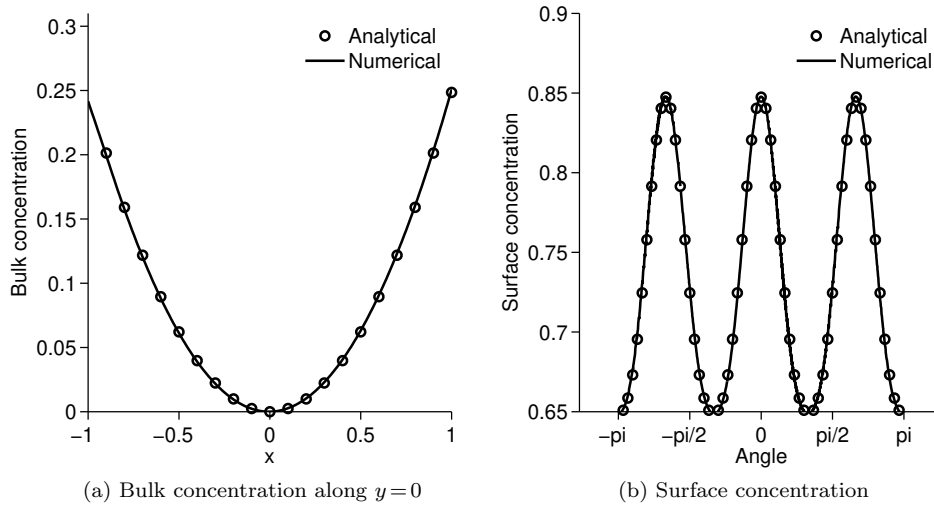 0.3
0.25
0.2
0.15
0.1
0.05
0
Bulk concentration
Analytical
Numerical
−1 −0.5 0 0.5 1
x
(a) Bulk concentration along y=0
0.9
0.85
0.8
0.75
0.7
0.65
Surface concentration
Analytical
Numerical
−pi −pi/2 0 pi/2 pi
Angle
(b) Surface concentration